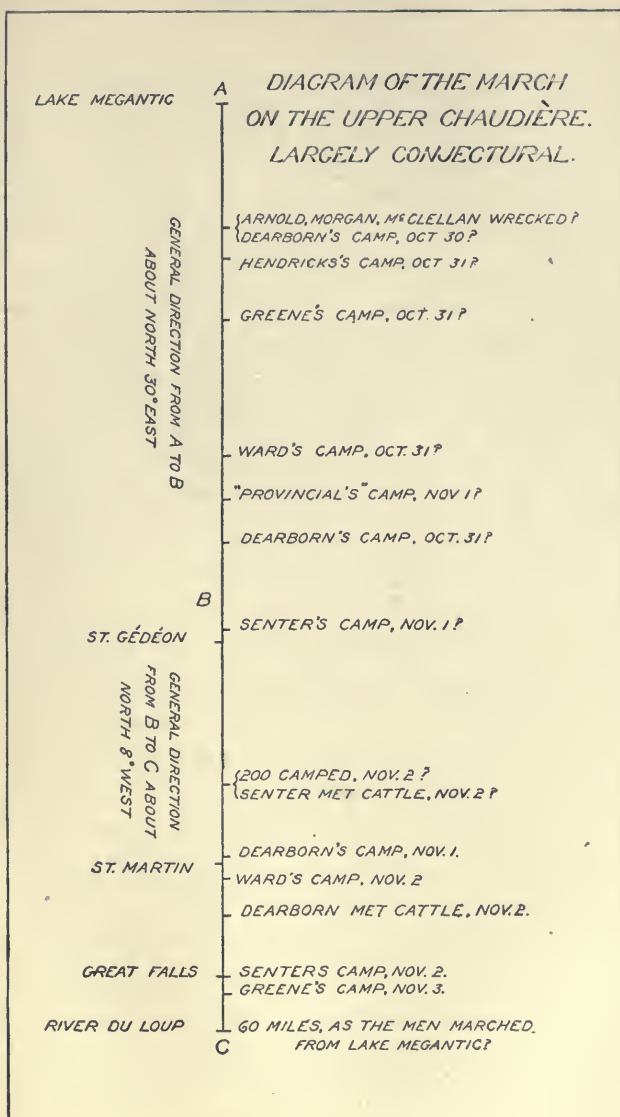 DIAGRAM OF THE MARCH
ON THE UPPER CHAUDIÈRE.
LARGELY CONJECTURAL.
A
LAKE MEGANTIC
ARNOLD, MORGAN, McCLELLAN WRECKED?
DEARBORN'S CAMP, OCT 30?
HENDRICKS'S CAMP, OCT 31?
GREENE'S CAMP, OCT. 31?
GENERAL DIRECTION FROM A TO B
ABOUT NORTH 30° EAST
WARD'S CAMP, OCT. 31?
"PROVINCIAL'S" CAMP, NOV 1?
DEARBORN'S CAMP, OCT. 31?
B
SENTER'S CAMP, NOV. 1?
ST. GÉDÉON
GENERAL DIRECTION
FROM B TO C ABOUT
NORTH 8° WEST
200 CAMPED, NOV. 2?
SENTER MET CATTLE, NOV. 2?
DEARBORN'S CAMP, NOV. 1.
ST. MARTIN
WARD'S CAMP, NOV. 2
DEARBORN MET CATTLE, NOV. 2.
GREAT FALLS
SENTERS CAMP, NOV. 2.
GREENE'S CAMP, NOV. 3.
RIVER DU LOUP
60 MILES, AS THE MEN MARCHED
FROM LAKE MEGANTIC?
C